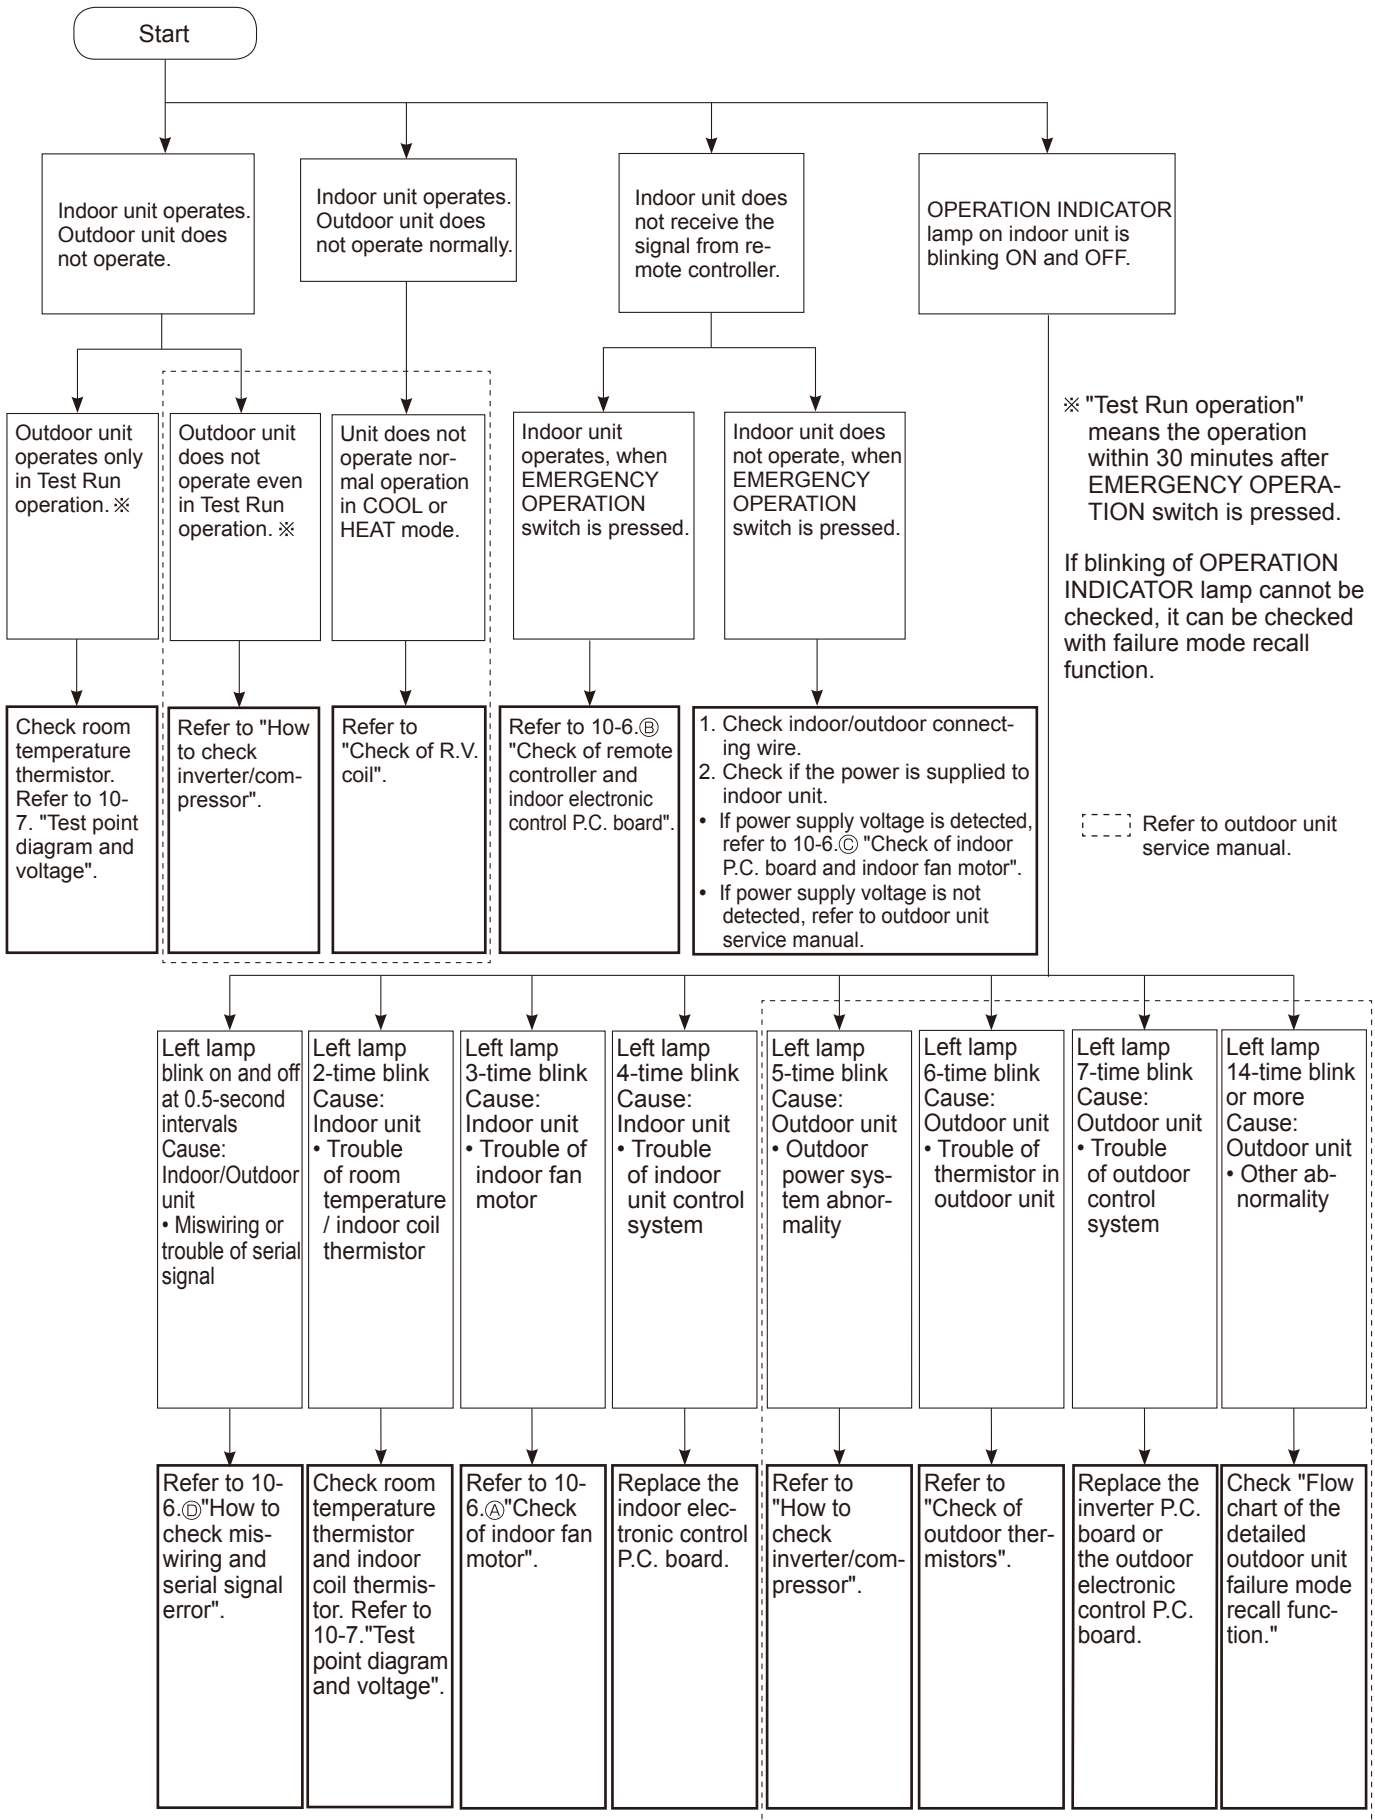 Start
Indoor unit operates.
Outdoor unit does
not operate.
Indoor unit operates.
Outdoor unit does
not operate normally.
Indoor unit does
not receive the
signal from re-
mote controller.
OPERATION INDICATOR
lamp on indoor unit is
blinking ON and OFF.
Outdoor unit
operates only
in Test Run
operation. ※
Outdoor unit
does not
operate even
in Test Run
operation. ※
Unit does not
operate nor-
mal operation
in COOL or
HEAT mode.
Indoor unit
operates, when
EMERGENCY
OPERATION
switch is pressed.
Indoor unit does
not operate, when
EMERGENCY
OPERATION
switch is pressed.
※ "Test Run operation"
means the operation
within 30 minutes after
EMERGENCY OPERA-
TION switch is pressed.
If blinking of OPERATION
INDICATOR lamp cannot be
checked, it can be checked
with failure mode recall
function.
Check room
temperature
thermistor.
Refer to 10-
7. "Test point
diagram and
voltage".
Refer to "How
to check
inverter/com-
pressor".
Refer to
"Check of R.V.
coil".
Refer to 10-6.Ⓑ
"Check of remote
controller and
indoor electronic
control P.C. board".
1. Check indoor/outdoor connect-
ing wire.
2. Check if the power is supplied to
indoor unit.
• If power supply voltage is detected,
refer to 10-6.Ⓒ "Check of indoor
P.C. board and indoor fan motor".
• If power supply voltage is not
detected, refer to outdoor unit
service manual.
Refer to outdoor unit
service manual.
Left lamp
blink on and off
at 0.5-second
intervals
Cause:
Indoor/Outdoor
unit
• Miswiring or
trouble of serial
signal
Left lamp
2-time blink
Cause:
Indoor unit
• Trouble
of room
temperature
/ indoor coil
thermistor
Left lamp
3-time blink
Cause:
Indoor unit
• Trouble of
indoor fan
motor
Left lamp
4-time blink
Cause:
Indoor unit
• Trouble
of indoor
unit control
system
Left lamp
5-time blink
Cause:
Outdoor unit
• Outdoor
power sys-
tem abnor-
mality
Left lamp
6-time blink
Cause:
Outdoor unit
• Trouble of
thermistor in
outdoor unit
Left lamp
7-time blink
Cause:
Outdoor unit
• Trouble
of outdoor
control
system
Left lamp
14-time blink
or more
Cause:
Outdoor unit
• Other ab-
normality
Refer to 10-
6.Ⓓ"How to
check mis-
wiring and
serial signal
error".
Check room
temperature
thermistor
and indoor
coil thermis-
tor. Refer to
10-7."Test
point diagram
and voltage".
Refer to 10-
6.Ⓐ"Check
of indoor fan
motor".
Replace the
indoor elec-
tronic control
P.C. board.
Refer to
"How to
check
inverter/com-
pressor".
Refer to
"Check of
outdoor ther-
mistors".
Replace the
inverter P.C.
board or
the outdoor
electronic
control P.C.
board.
Check "Flow
chart of the
detailed
outdoor unit
failure mode
recall func-
tion."